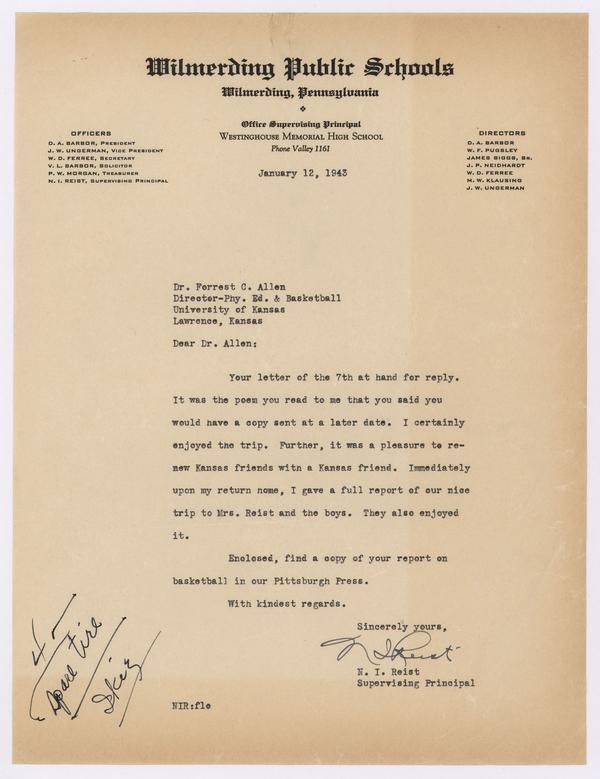 Wilmerding Public Schools
Wilmerding, Pennsylvania
Office Supervising Principal
Westinghouse Memorial High School
Phone Valley 1161
OFFICERS
D. A. BARBOR, PRESIDENT
J. W. UNGERMAN, VICE PRESIDENT
W. D. FERREE, SECRETARY
V. L. BARBOR, SOLICITOR
P. W. MORGAN, TREASURER
N. I. REIST, SUPERVISING PRINCIPAL
DIRECTORS
D. A. BARBOR
W. F. PUGSLEY
JAMES BIGGS, SR.
J. P. NEIDHARDT
W. D. FERREE
M. W. KLAUSING
J. W. UNGERMAN
January 12, 1943
Dr. Forrest C. Allen
Director-Phy. Ed. & Basketball
University of Kansas
Lawrence, Kansas
Dear Dr. Allen:
Your letter of the 7th at hand for reply.
It was the poem you read to me that you said you
would have a copy sent at a later date. I certainly
enjoyed the trip. Further, it was a pleasure to re-
new Kansas friends with a Kansas friend. Immediately
upon my return home, I gave a full report of our nice
trip to Mrs. Reist and the boys. They also enjoyed
it.
Enclosed, find a copy of your report on
basketball in our Pittsburgh Press.
With kindest regards.
Sincerely yours,
N I Reist
N. I. Reist
Supervising Principal
NIR:flc
4
Spare Tire